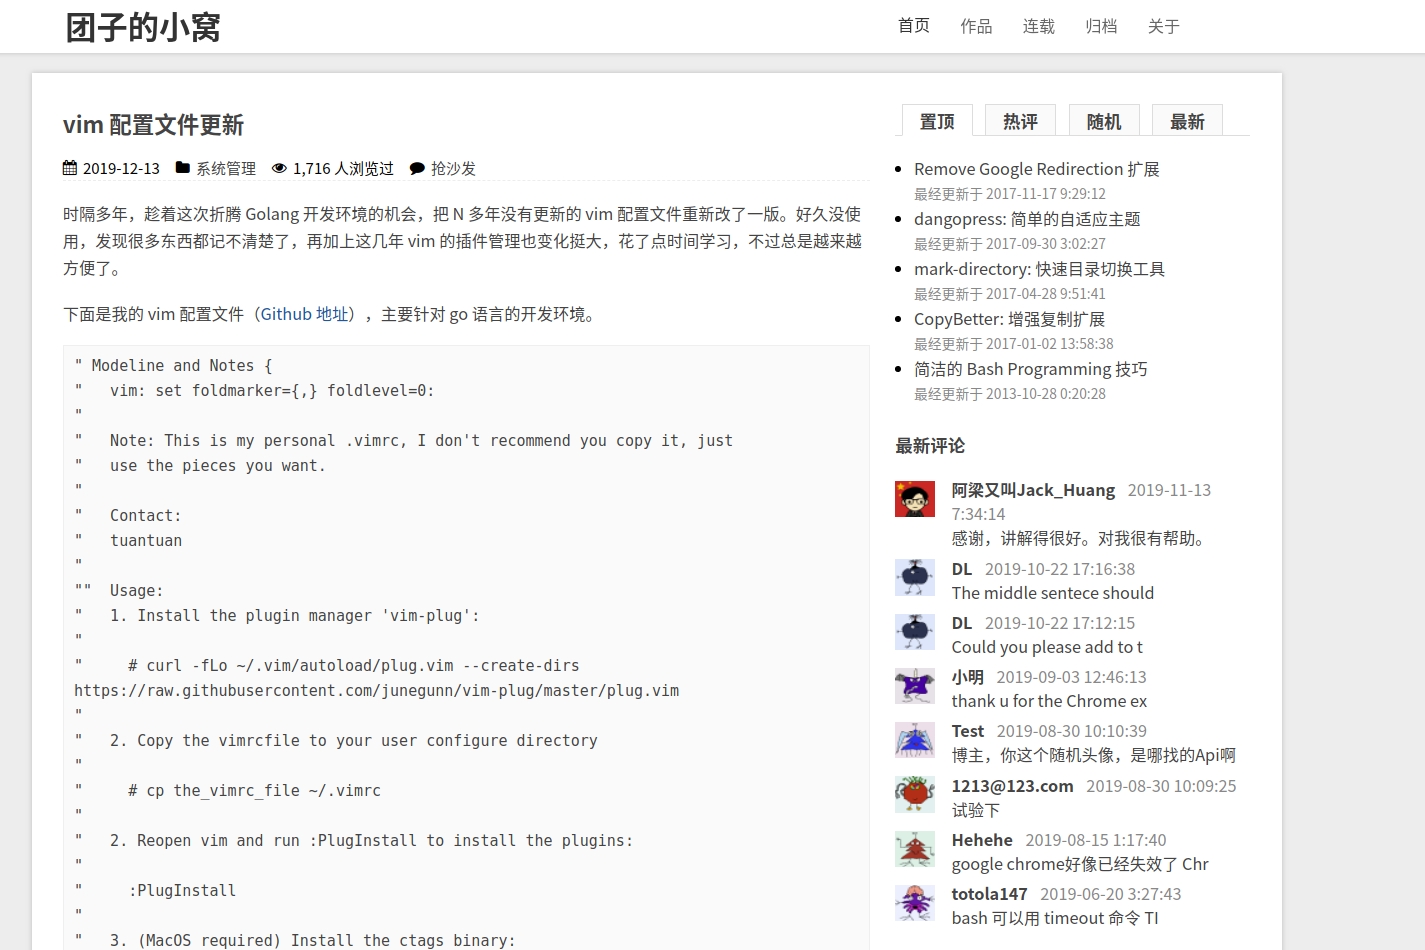 团子的小窝
首页 作品 连载 归档 关于
vim 配置文件更新
2019-12-13 系统管理 1,716 人浏览过 抢沙发
时隔多年，趁着这次折腾 Golang 开发环境的机会，把 N 多年没有更新的 vim 配置文件重新改了一版。好久没使
用，发现很多东西都记不清楚了，再加上这几年 vim 的插件管理也变化挺大，花了点时间学习，不过总是越来越
方便了。
下面是我的 vim 配置文件（Github 地址），主要针对 go 语言的开发环境。
" Modeline and Notes {
"   vim: set foldmarker={,} foldlevel=0:
"
"   Note: This is my personal .vimrc, I don't recommend you copy it, just
"   use the pieces you want.
"
"   Contact:
"   tuantuan
"
""  Usage:
"   1. Install the plugin manager 'vim-plug':
"
"     # curl -fLo ~/.vim/autoload/plug.vim --create-dirs
https://raw.githubusercontent.com/junegunn/vim-plug/master/plug.vim
"
"   2. Copy the vimrcfile to your user configure directory
"
"     # cp the_vimrc_file ~/.vimrc
"
"   2. Reopen vim and run :PlugInstall to install the plugins:
"
"     :PlugInstall
"
"   3. (MacOS required) Install the ctags binary:
置顶 热评 随机 最新
Remove Google Redirection 扩展
最经更新于 2017-11-17 9:29:12
dangopress: 简单的自适应主题
最经更新于 2017-09-30 3:02:27
mark-directory: 快速目录切换工具
最经更新于 2017-04-28 9:51:41
CopyBetter: 增强复制扩展
最经更新于 2017-01-02 13:58:38
简洁的 Bash Programming 技巧
最经更新于 2013-10-28 0:20:28
最新评论
阿梁又叫Jack_Huang 2019-11-13
7:34:14
感谢，讲解得很好。对我很有帮助。
DL 2019-10-22 17:16:38
The middle sentece should
DL 2019-10-22 17:12:15
Could you please add to t
小明 2019-09-03 12:46:13
thank u for the Chrome ex
Test 2019-08-30 10:10:39
博主，你这个随机头像，是哪找的Api啊
1213@123.com 2019-08-30 10:09:25
试验下
Hehehe 2019-08-15 1:17:40
google chrome好像已经失效了 Chr
totola147 2019-06-20 3:27:43
bash 可以用 timeout 命令 TI